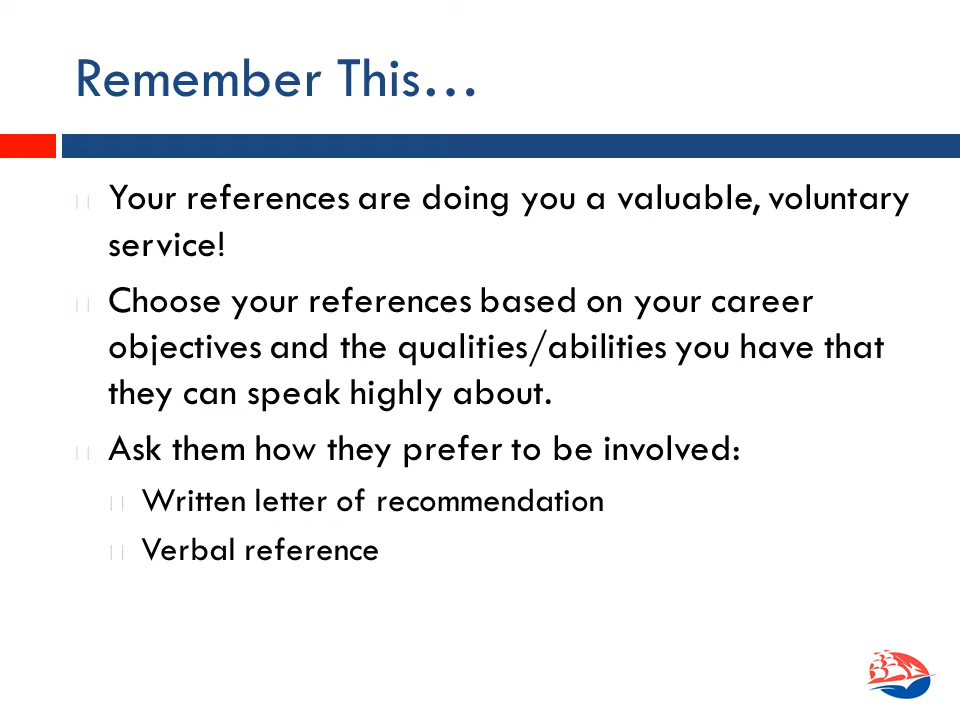 Remember This…
Your references are doing you a valuable, voluntary
service!
Choose your references based on your career
objectives and the qualities/abilities you have that
they can speak highly about.
Ask them how they prefer to be involved:
Written letter of recommendation
Verbal reference